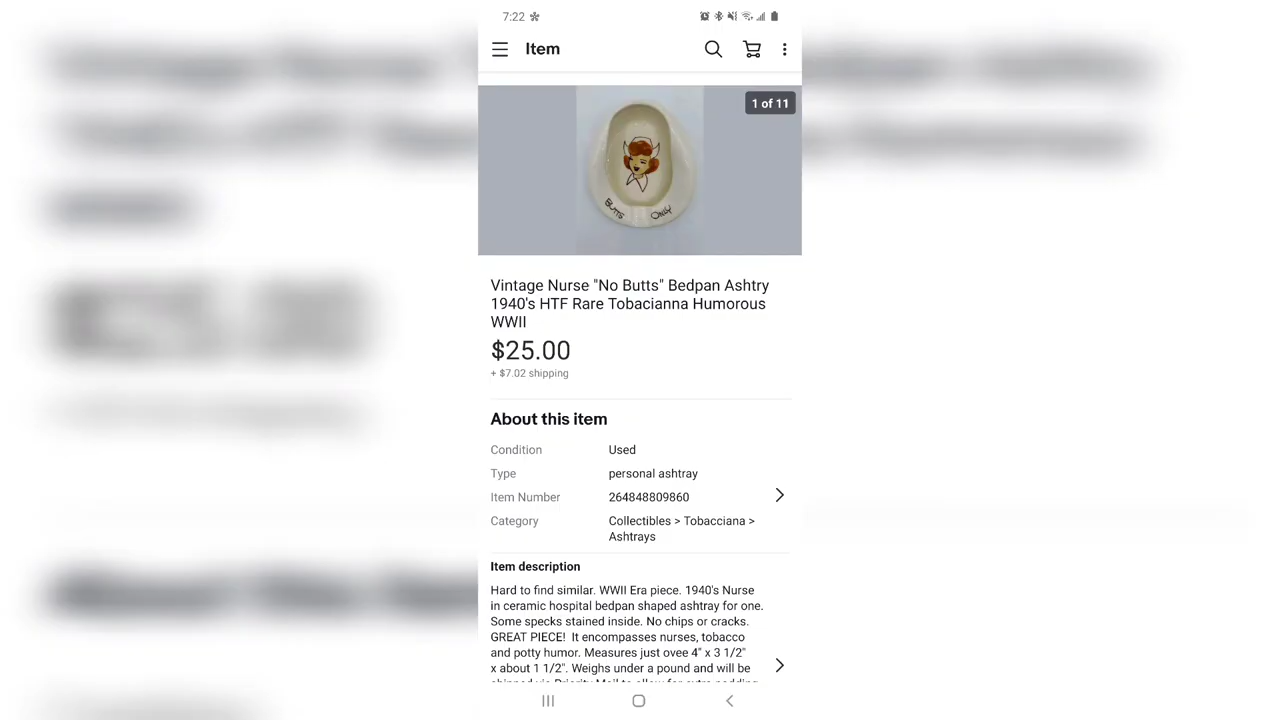 7:22
Item
1 of 11
BUTTS ONLY
Vintage Nurse "No Butts" Bedpan Ashtry
1940's HTF Rare Tobacianna Humorous
WWII
$25.00
+ $7.02 shipping
About this item
Condition Used
Type personal ashtray
Item Number 264848809860
Category Collectibles > Tobacciana >
Ashtrays
Item description
Hard to find similar. WWII Era piece. 1940's Nurse
in ceramic hospital bedpan shaped ashtray for one.
Some specks stained inside. No chips or cracks.
GREAT PIECE! It encompasses nurses, tobacco
and potty humor. Measures just ovee 4" x 3 1/2"
x about 1 1/2". Weighs under a pound and will be